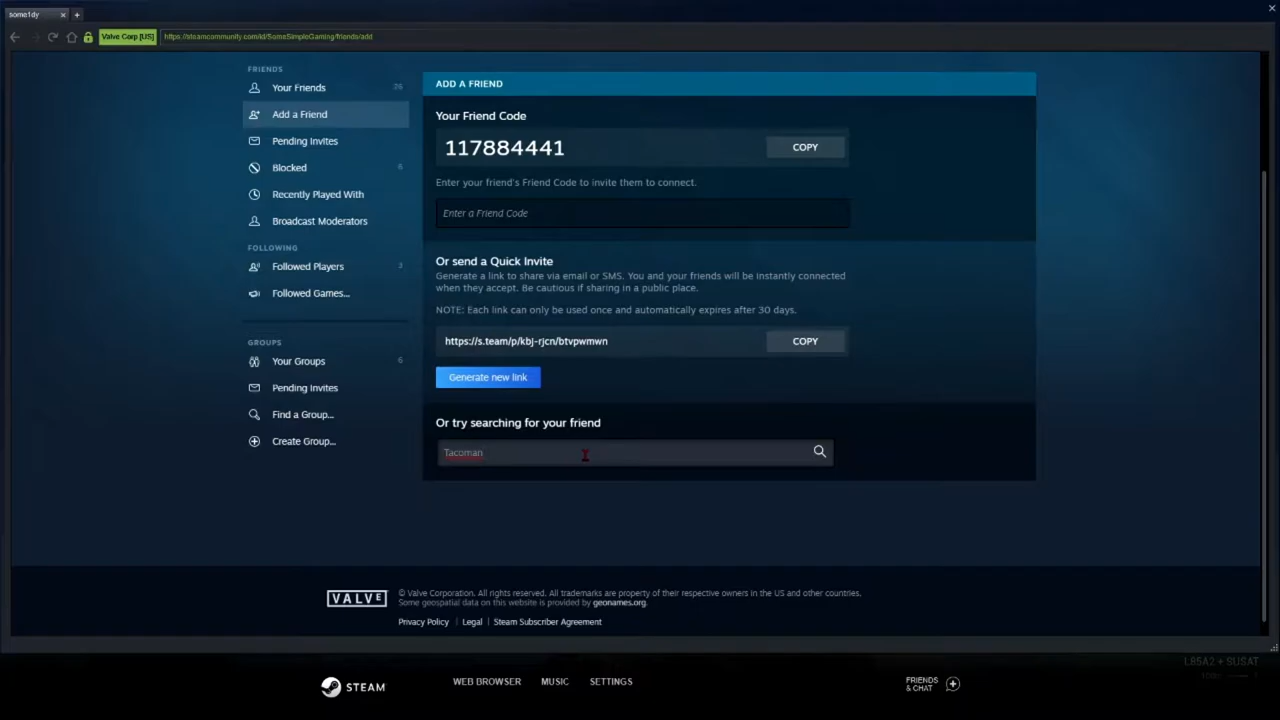 some1dy
Valve Corp [US]
https://steamcommunity.com/id/SomeSimpleGaming/friends/add
FRIENDS
Your Friends 26
Add a Friend
Pending Invites
Blocked 6
Recently Played With
Broadcast Moderators
FOLLOWING
Followed Players 3
Followed Games...
GROUPS
Your Groups 6
Pending Invites
Find a Group...
Create Group...
ADD A FRIEND
Your Friend Code
117884441 COPY
Enter your friend's Friend Code to invite them to connect.
Enter a Friend Code
Or send a Quick Invite
Generate a link to share via email or SMS. You and your friends will be instantly connected
when they accept. Be cautious if sharing in a public place.
NOTE: Each link can only be used once and automatically expires after 30 days.
https://s.team/p/kbj-rjcn/btvpwmwn COPY
Generate new link
Or try searching for your friend
Tacoman
VALVE
© Valve Corporation. All rights reserved. All trademarks are property of their respective owners in the US and other countries.
Some geospatial data on this website is provided by geonames.org.
Privacy Policy | Legal | Steam Subscriber Agreement
L85A2 + SUSAT
STEAM WEB BROWSER MUSIC SETTINGS FRIENDS
& CHAT